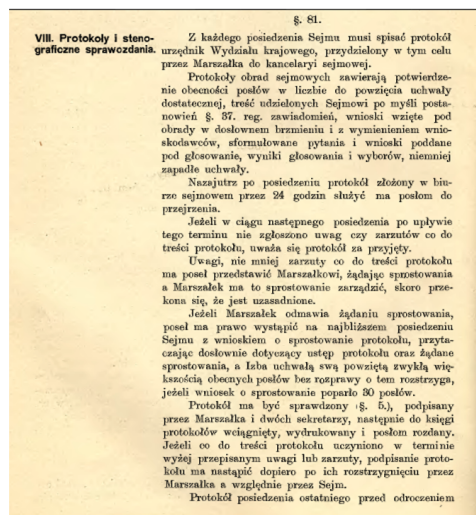 §. 81.
VIII. Protokoły i steno-
graficzne sprawozdania.
Z każdego posiedzenia Sejmu musi spisać protokół
urzędnik Wydziału krajowego, przydzielony w tym celu
przez Marszałka do kancelaryi sejmowej.
Protokoły obrad sejmowych zawierają potwierdze-
nie obecności posłów w liczbie do powzięcia uchwały
dostatecznej, treść udzielonych Sejmowi po myśli posta-
nowień §. 37. reg. zawiadomień, wnioski wzięte pod
obrady w dosłownem brzmieniu i z wymienieniem wnio-
skodawców, sformułowane pytania i wnioski poddane
pod głosowanie, wyniki głosowania i wyborów, niemniej
zapadłe uchwały.
Nazajutrz po posiedzeniu protokół złożony w biu-
rze sejmowem przez 24 godzin służyć ma posłom do
przejrzenia.
Jeżeli w ciągu następnego posiedzenia po upływie
tego terminu nie zgłoszono uwag czy zarzutów co do
treści protokołu, uważa się protokół za przyjęty.
Uwagi, nie mniej zarzuty co do treści protokołu
ma poseł przedstawić Marszałkowi, żądając sprostowania
a Marszałek ma to sprostowanie zarządzić, skoro prze-
kona się, że jest uzasadnione.
Jeżeli Marszałek odmawia żądaniu sprostowania,
poseł ma prawo wystąpić na najbliższem posiedzeniu
Sejmu z wnioskiem o sprostowanie protokołu, przyta-
czając dosłownie dotyczący ustęp protokołu oraz żądane
sprostowania, a Izba uchwałą swą powziętą zwykłą wię-
kszością obecnych posłów bez rozprawy o tem rozstrzyga,
jeżeli wniosek o sprostowanie poparło 30 posłów.
Protokół ma być sprawdzony (§. 5.), podpisany
przez Marszałka i dwóch sekretarzy, następnie do księgi
protokołów wciągnięty, wydrukowany i posłom rozdany.
Jeżeli co do treści protokołu uczyniono w terminie
wyżej przepisanym uwagi lub zarzuty, podpisanie proto-
kołu ma nastąpić dopiero po ich rozstrzygnięciu przez
Marszałka a względnie przez Sejm.
Protokół posiedzenia ostatniego przed odroczeniem